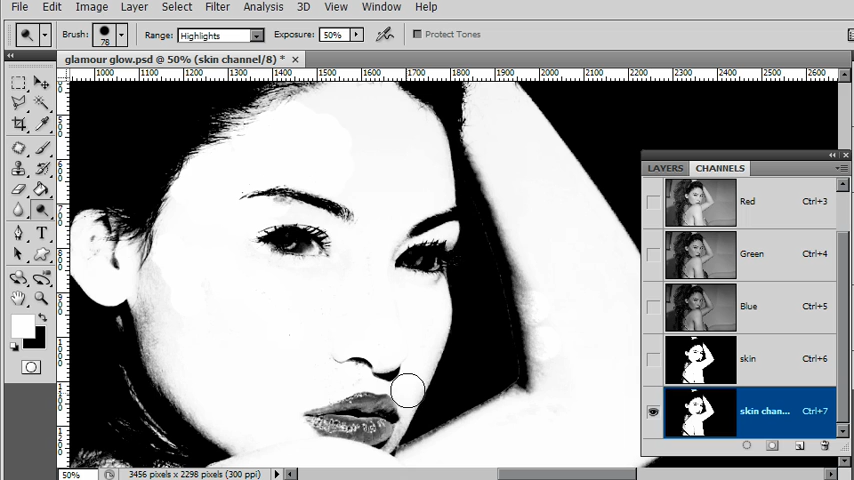 File Edit Image Layer Select Filter Analysis 3D View Window Help
Brush: 78 Range: Highlights Exposure: 50% Protect Tones
glamour glow.psd @ 50% (skin channel/8) * ×
1000 1100 1200 1300 1400 1500 1600 1700 1800 1900 2000 2100 2200 2300 2400 2500 2600
LAYERS CHANNELS
Red Ctrl+3
Green Ctrl+4
Blue Ctrl+5
skin Ctrl+6
skin chan... Ctrl+7
T
50% 3456 pixels x 2298 pixels (300 ppi)